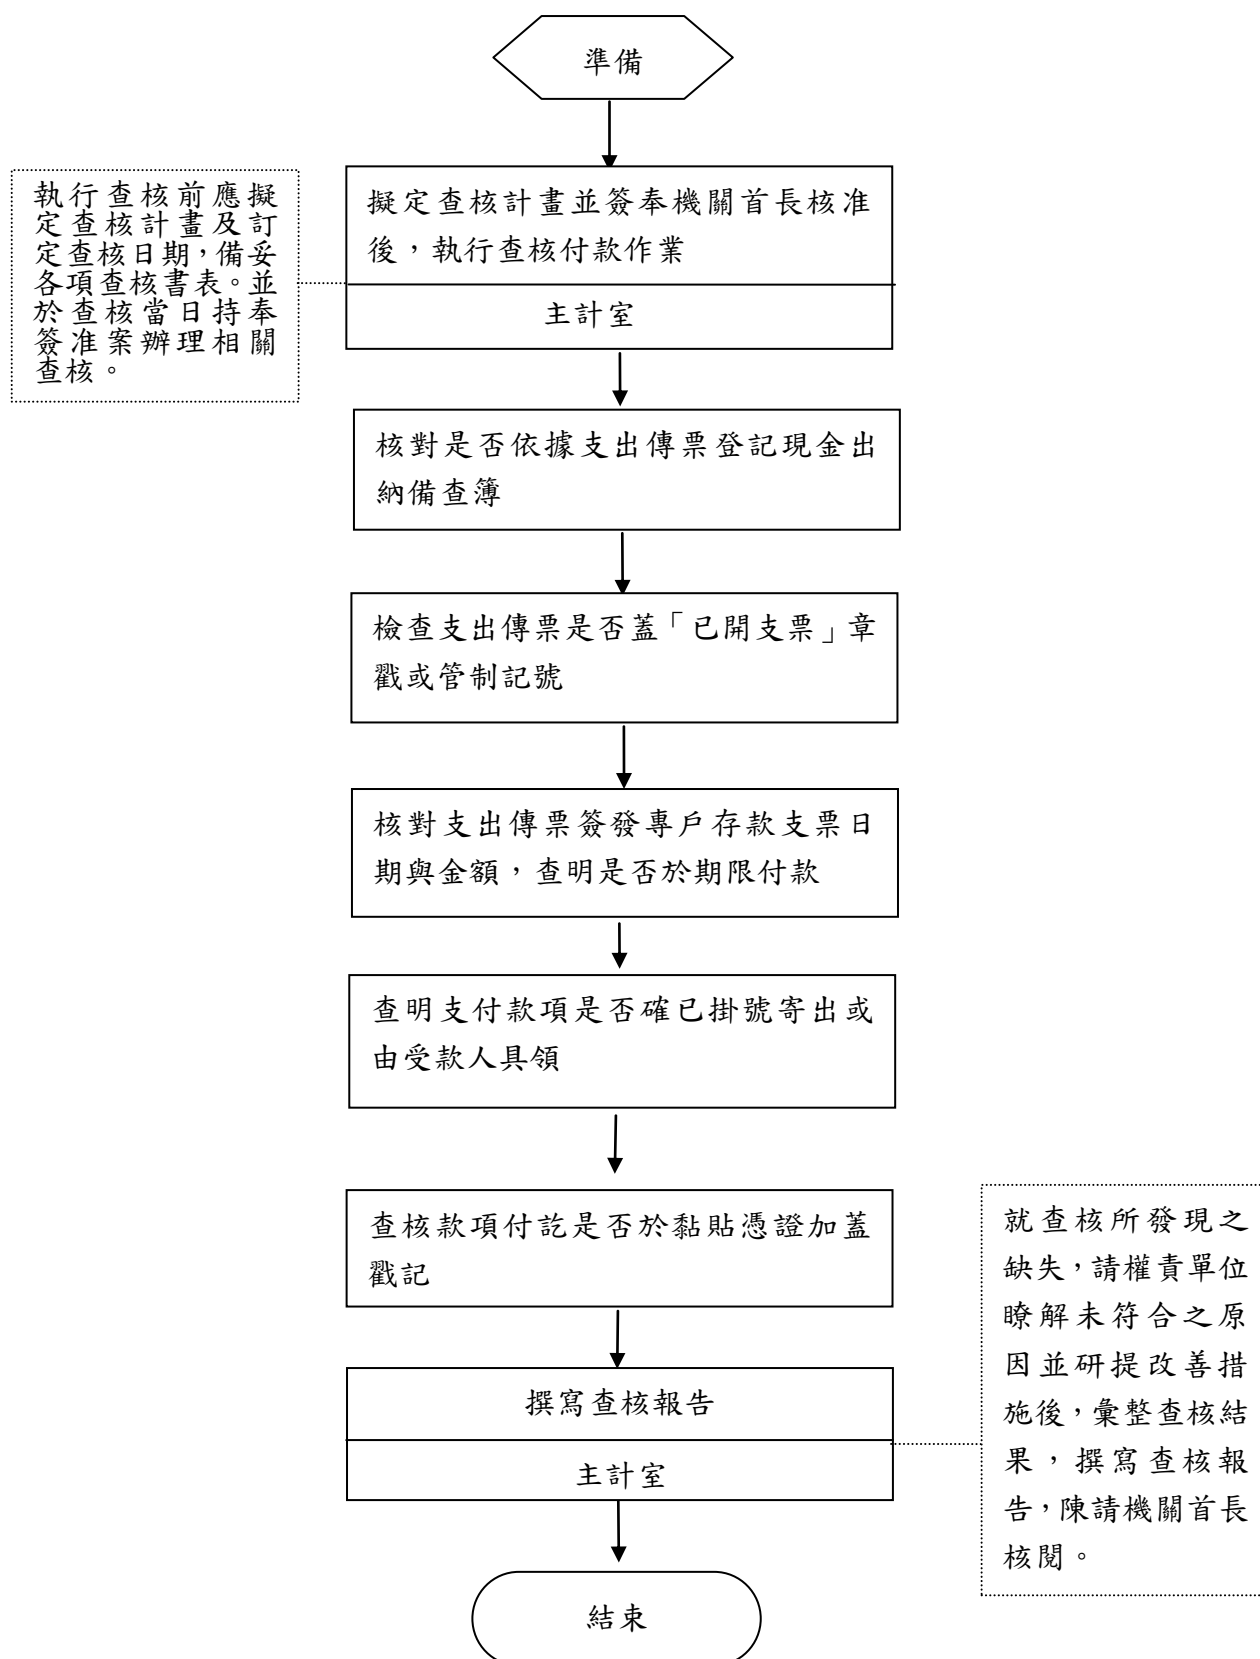 準備
執行查核前應擬
定查核計畫及訂
定查核日期，備妥
各項查核書表。並
於查核當日持奉
簽准案辦理相關
查核。
擬定查核計畫並簽奉機關首長核准
後，執行查核付款作業
主計室
核對是否依據支出傳票登記現金出
納備查簿
檢查支出傳票是否蓋「已開支票」章
戳或管制記號
核對支出傳票簽發專戶存款支票日
期與金額，查明是否於期限付款
查明支付款項是否確已掛號寄出或
由受款人具領
查核款項付訖是否於黏貼憑證加蓋
戳記
撰寫查核報告
主計室
就查核所發現之
缺失，請權責單位
瞭解未符合之原
因並研提改善措
施後，彙整查核結
果，撰寫查核報
告，陳請機關首長
核閱。
結束